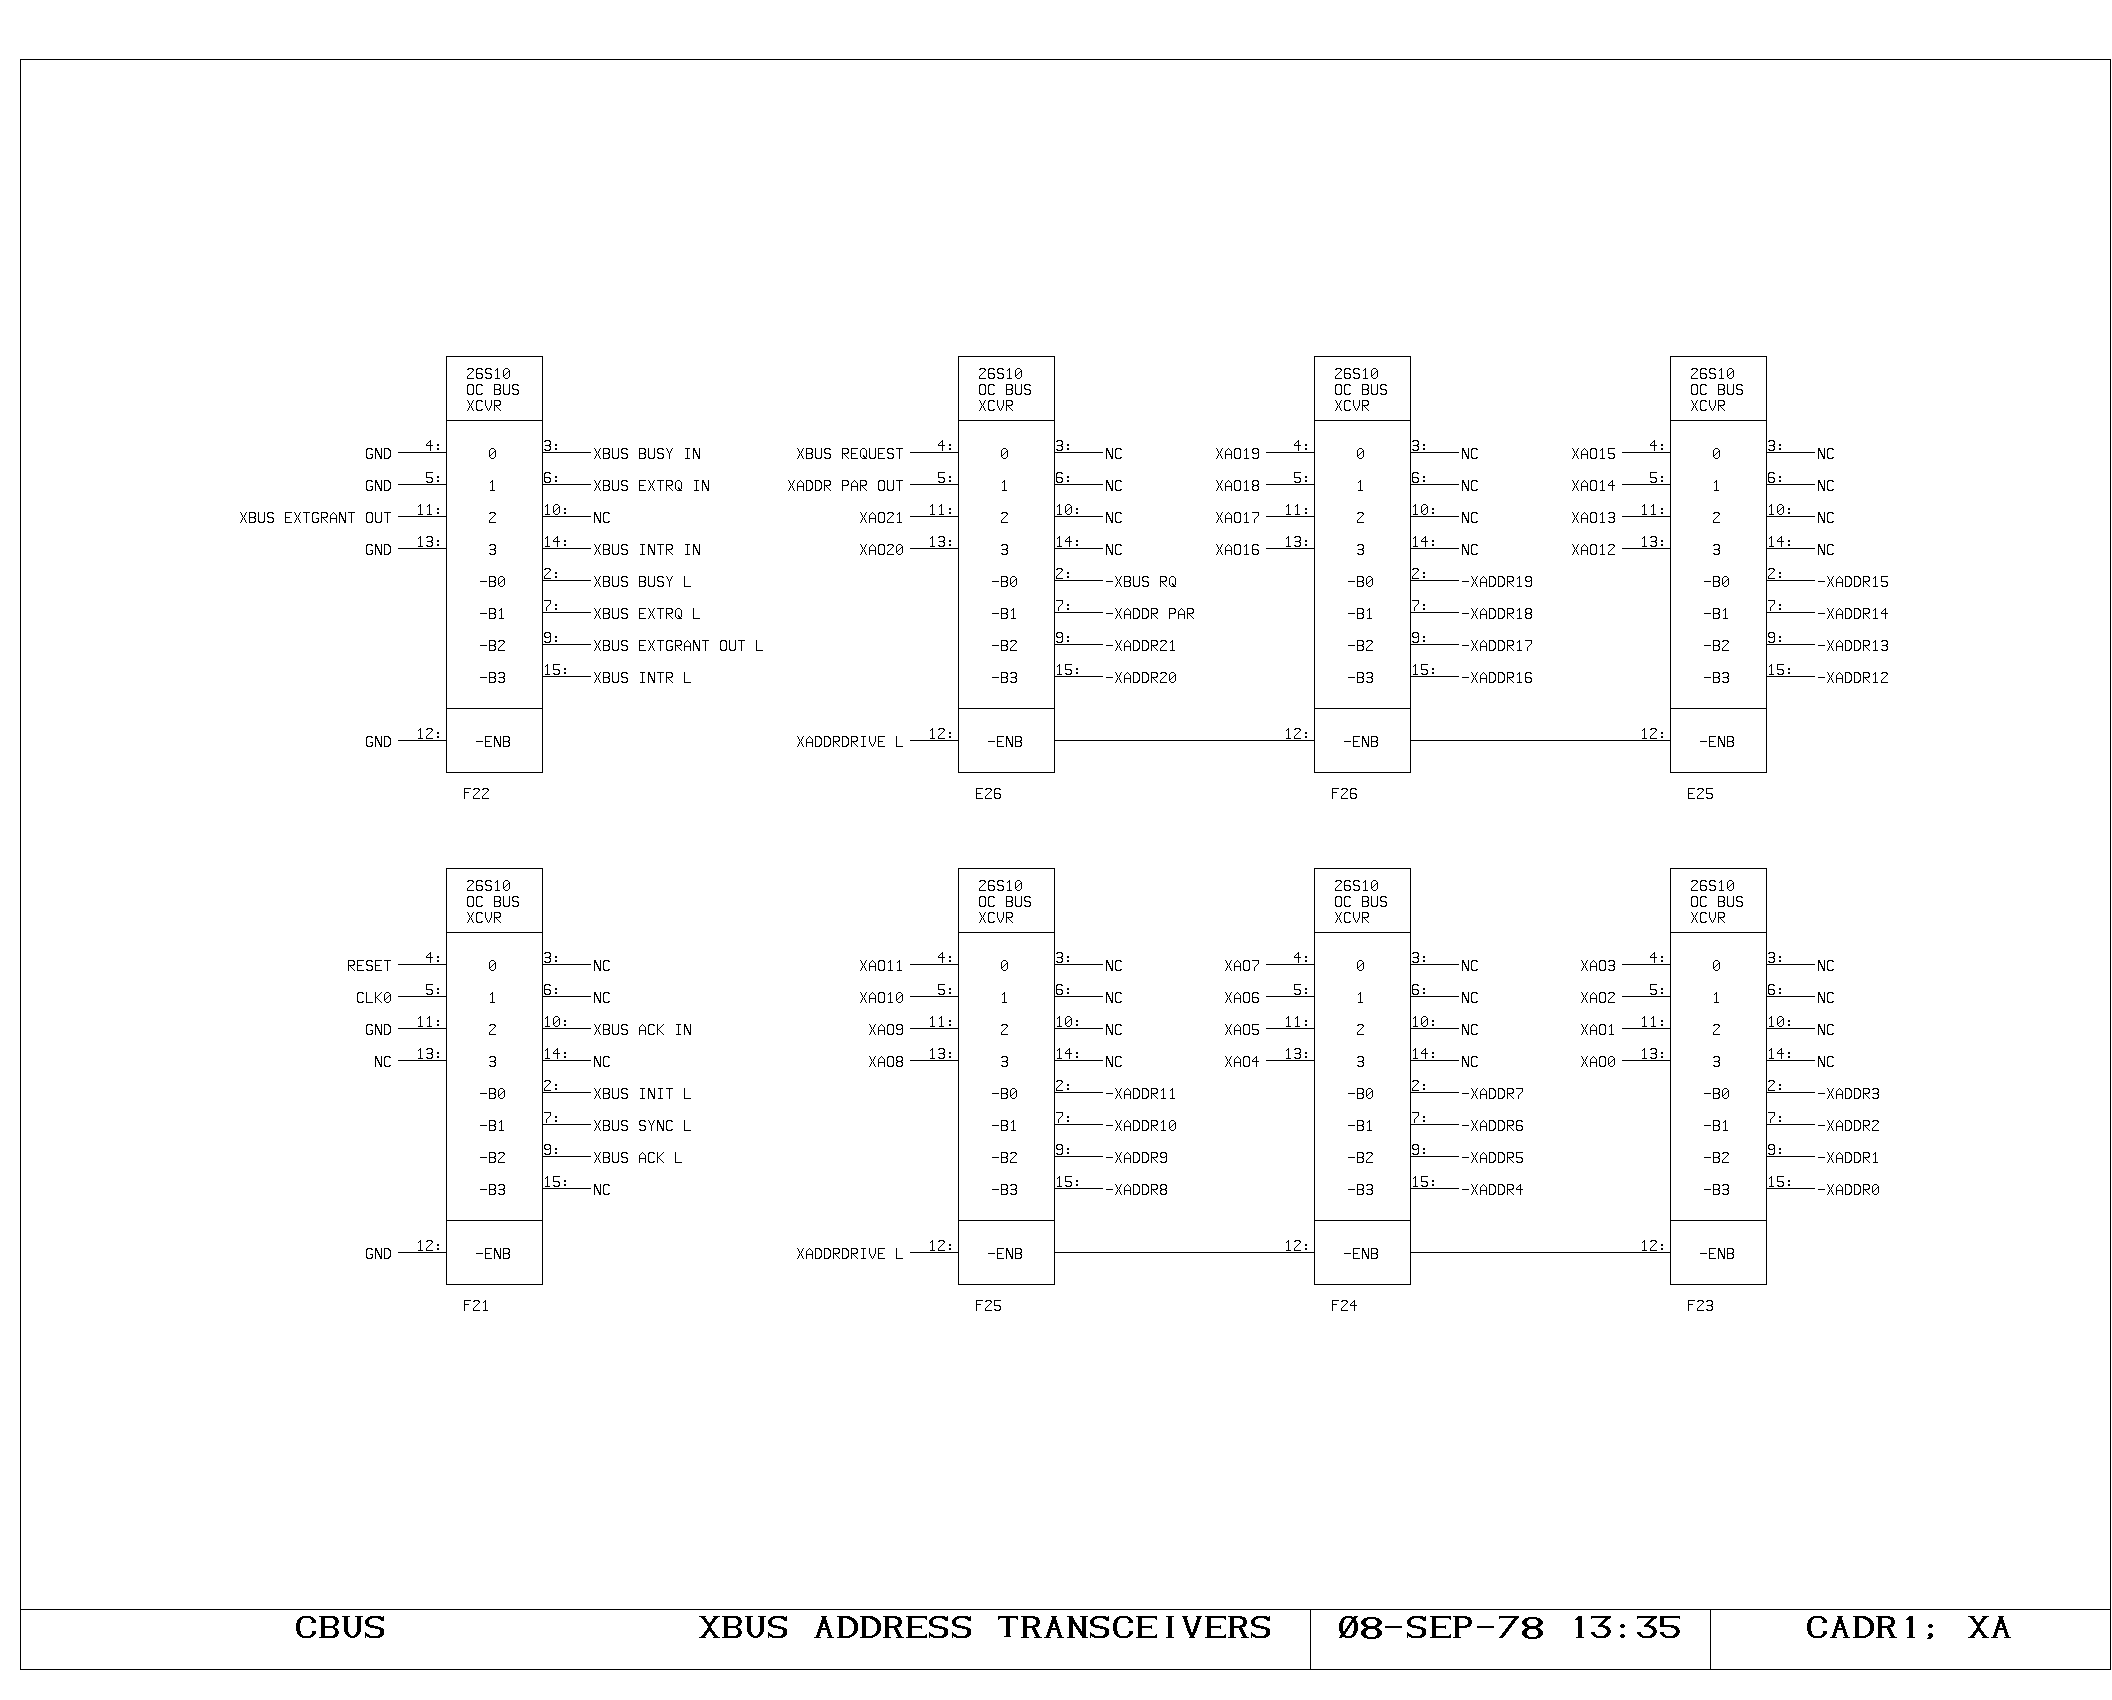 26S10 26S10 26S10 26S10
OC BUS OC BUS OC BUS OC BUS
XCVR XCVR XCVR XCVR
GND 4: 0 3: XBUS BUSY IN XBUS REQUEST 4: 0 3: NC XAO19 4: 0 3: NC XAO15 4: 0 3: NC
GND 5: 1 6: XBUS EXTRQ IN XADDR PAR OUT 5: 1 6: NC XAO18 5: 1 6: NC XAO14 5: 1 6: NC
XBUS EXTGRANT OUT 11: 2 10: NC XAO21 11: 2 10: NC XAO17 11: 2 10: NC XAO13 11: 2 10: NC
GND 13: 3 14: XBUS INTR IN XAO20 13: 3 14: NC XAO16 13: 3 14: NC XAO12 13: 3 14: NC
-B0 2: XBUS BUSY L -B0 2: -XBUS RQ -B0 2: -XADDR19 -B0 2: -XADDR15
-B1 7: XBUS EXTRQ L -B1 7: -XADDR PAR -B1 7: -XADDR18 -B1 7: -XADDR14
-B2 9: XBUS EXTGRANT OUT L -B2 9: -XADDR21 -B2 9: -XADDR17 -B2 9: -XADDR13
-B3 15: XBUS INTR L -B3 15: -XADDR20 -B3 15: -XADDR16 -B3 15: -XADDR12
GND 12: -ENB XADDRDRIVE L 12: -ENB 12: -ENB 12: -ENB
F22 E26 F26 E25
26S10 26S10 26S10 26S10
OC BUS OC BUS OC BUS OC BUS
XCVR XCVR XCVR XCVR
RESET 4: 0 3: NC XAO11 4: 0 3: NC XAO7 4: 0 3: NC XAO3 4: 0 3: NC
CLK0 5: 1 6: NC XAO10 5: 1 6: NC XAO6 5: 1 6: NC XAO2 5: 1 6: NC
GND 11: 2 10: XBUS ACK IN XAO9 11: 2 10: NC XAO5 11: 2 10: NC XAO1 11: 2 10: NC
NC 13: 3 14: NC XAO8 13: 3 14: NC XAO4 13: 3 14: NC XAO0 13: 3 14: NC
-B0 2: XBUS INIT L -B0 2: -XADDR11 -B0 2: -XADDR7 -B0 2: -XADDR3
-B1 7: XBUS SYNC L -B1 7: -XADDR10 -B1 7: -XADDR6 -B1 7: -XADDR2
-B2 9: XBUS ACK L -B2 9: -XADDR9 -B2 9: -XADDR5 -B2 9: -XADDR1
-B3 15: NC -B3 15: -XADDR8 -B3 15: -XADDR4 -B3 15: -XADDR0
GND 12: -ENB XADDRDRIVE L 12: -ENB 12: -ENB 12: -ENB
F21 F25 F24 F23
CBUS XBUS ADDRESS TRANSCEIVERS 08-SEP-78 13:35 CADR1; XA